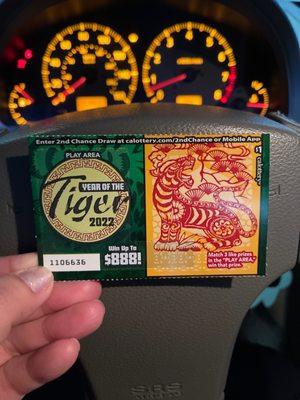 Enter 2nd Chance Draw at calottery.com/2ndChance or Mobile App
PLAY AREA
YEAR OF THE
Tiger
2022
Win Up To
$888!
1106636
$1
calottery
Match 3 like prizes
in the "PLAY AREA,"
win that prize.
SRS